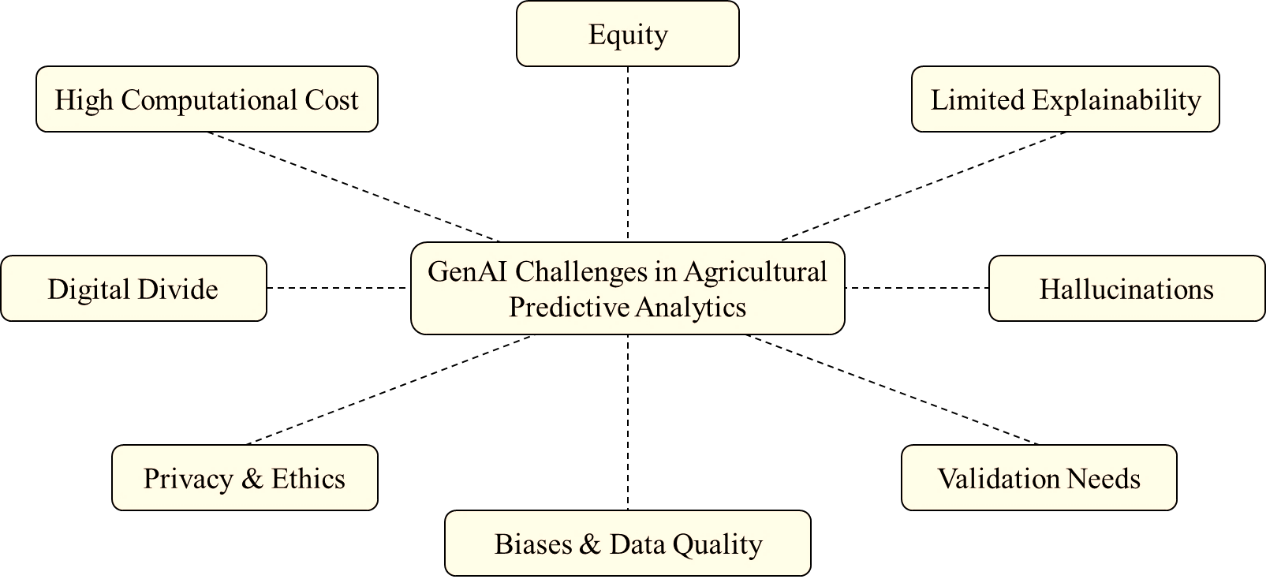 Equity
High Computational Cost
Limited Explainability
GenAI Challenges in Agricultural
Predictive Analytics
Digital Divide
Hallucinations
Privacy & Ethics
Validation Needs
Biases & Data Quality